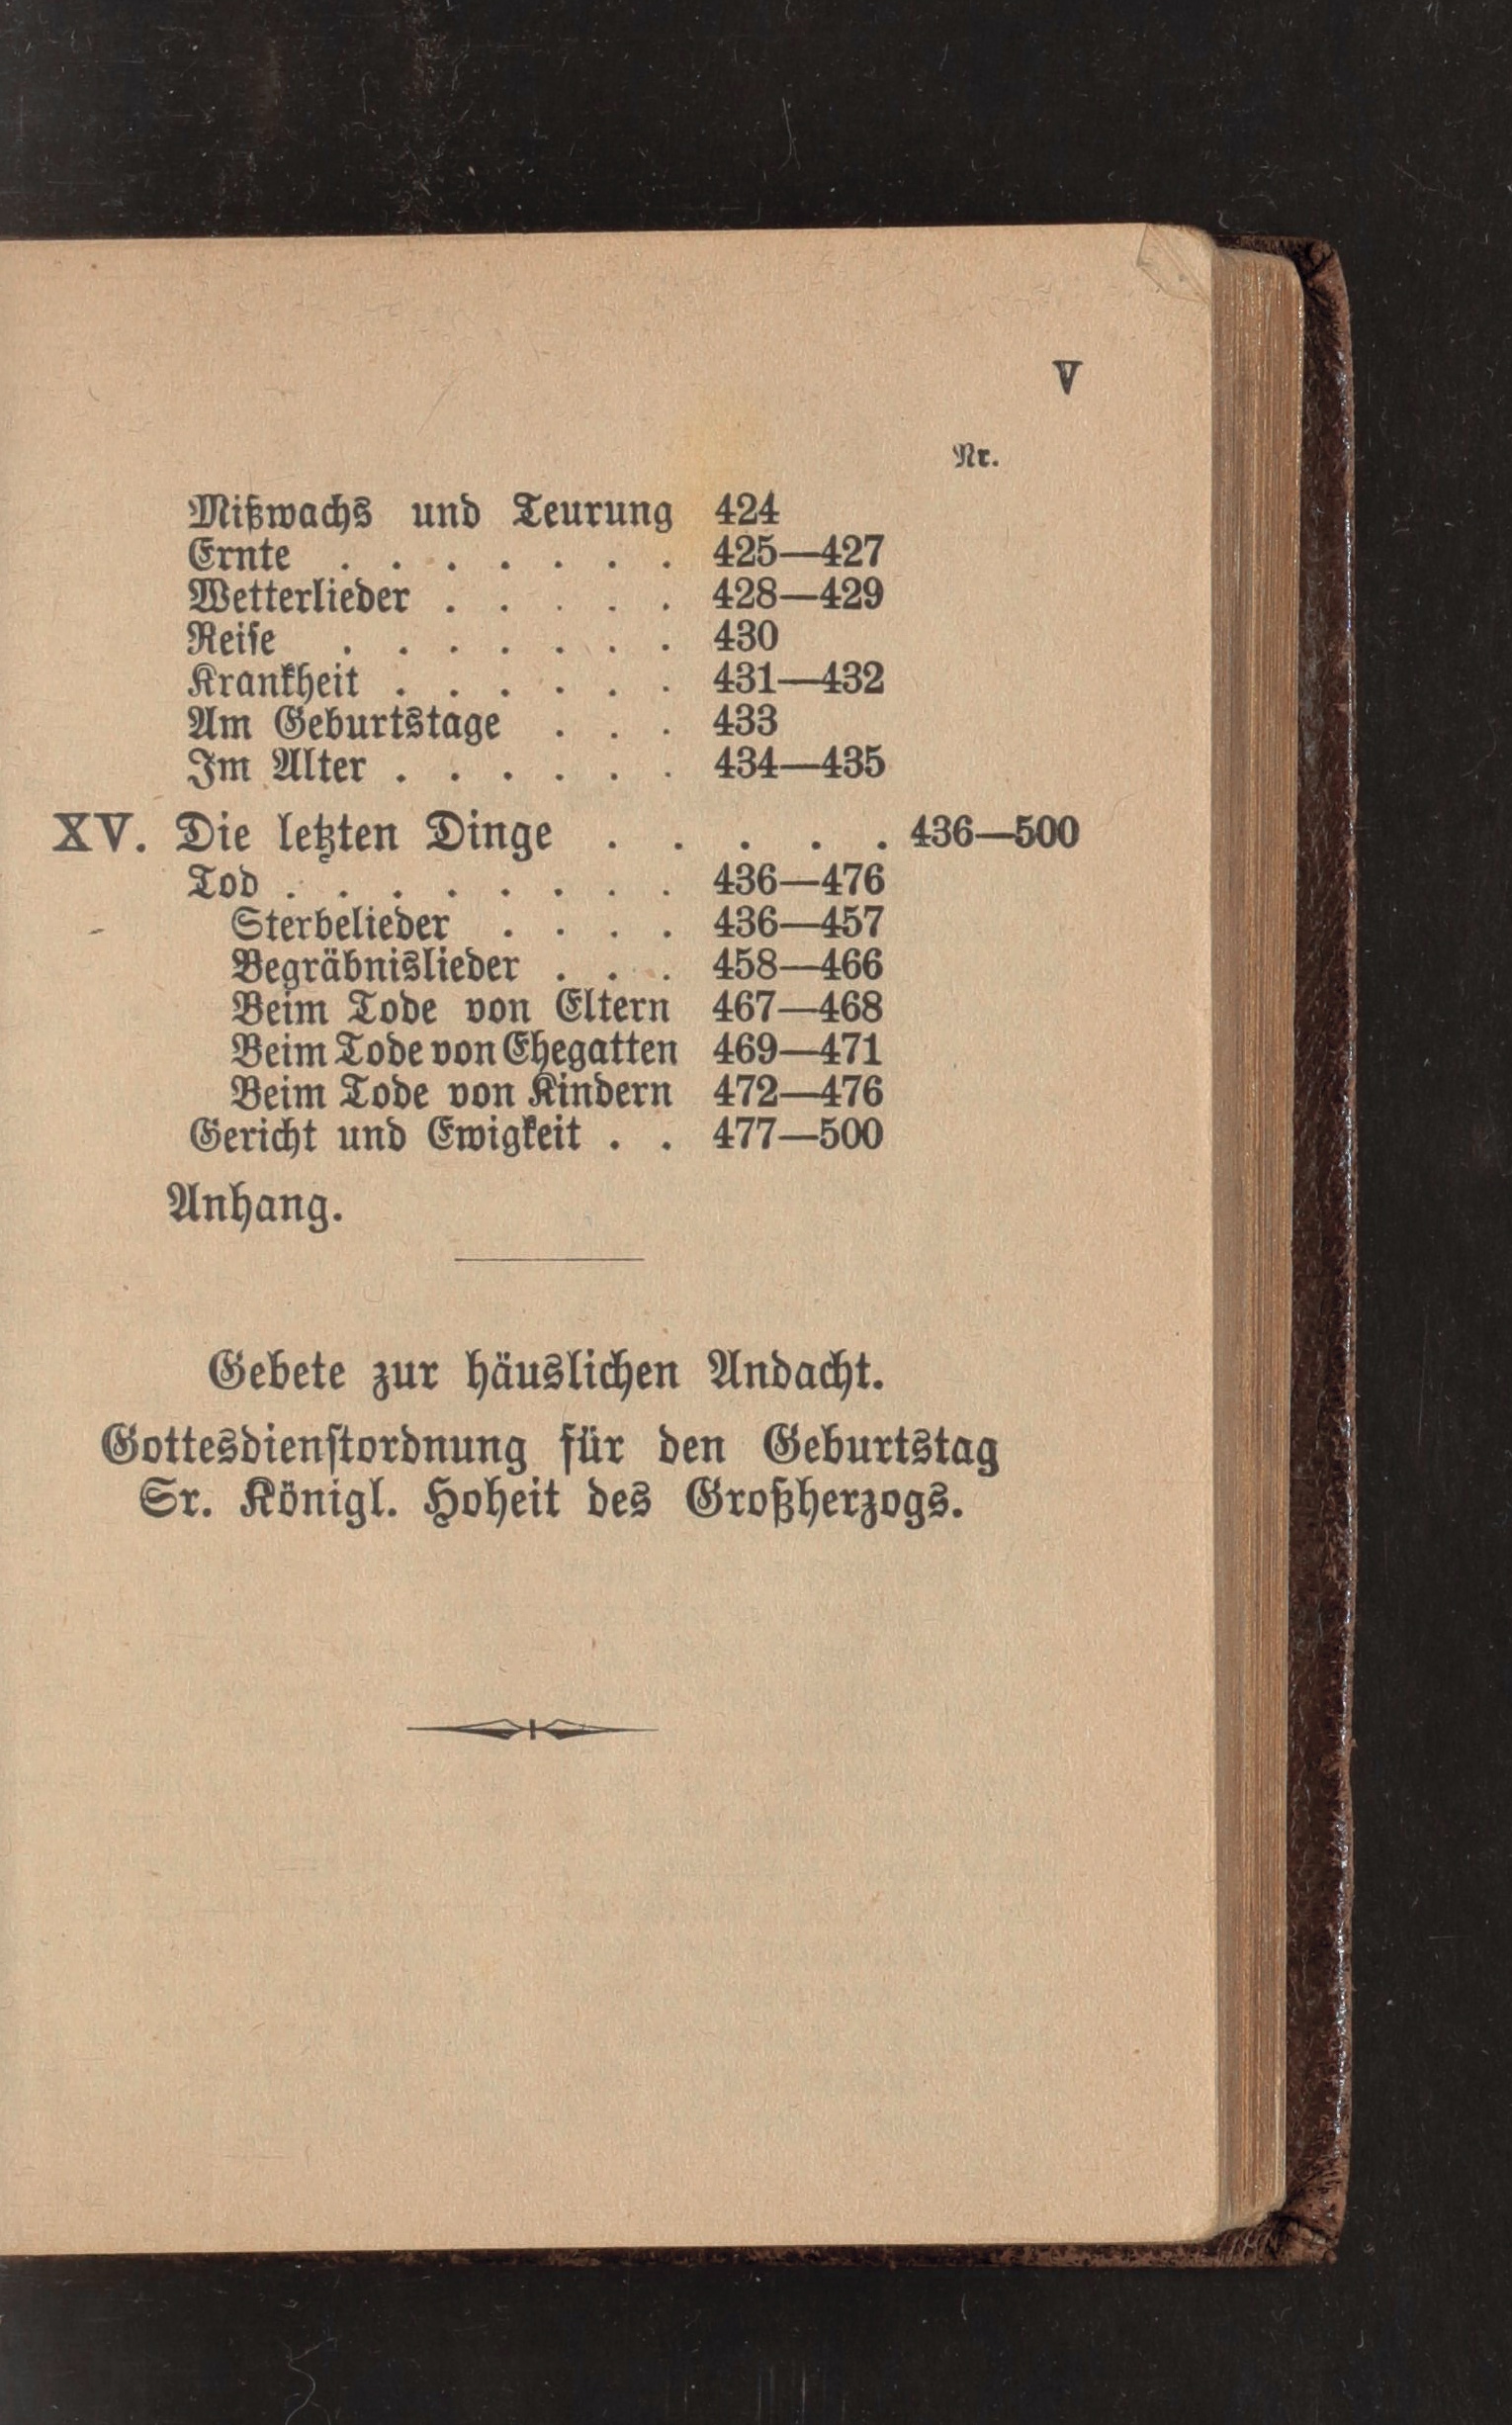 V
Nr.
Mißwachs und Teurung 424
Ernte . . . . . . . 425—427
Wetterlieder . . . . . 428—429
Reise . . . . . . . 430
Krankheit . . . . . . 431—432
Am Geburtstage . . . 433
Im Alter . . . . . . 434—435
XV. Die letzten Dinge . . . . . 436—500
Tod . . . . . . . . 436—476
Sterbelieder . . . . 436—457
Begräbnislieder . . . 458—466
Beim Tode von Eltern 467—468
Beim Tode von Ehegatten 469—471
Beim Tode von Kindern 472—476
Gericht und Ewigkeit . . 477—500
Anhang.
Gebete zur häuslichen Andacht.
Gottesdienstordnung für den Geburtstag
Sr. Königl. Hoheit des Großherzogs.